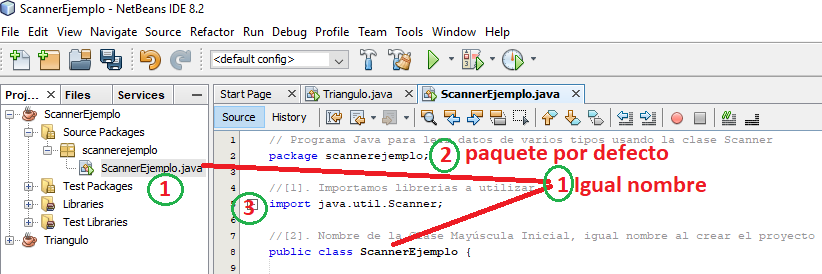 ScannerEjemplo - NetBeans IDE 8.2
File Edit View Navigate Source Refactor Run Debug Profile Team Tools Window Help
<default config>
Proj... Files Services
ScannerEjemplo
Source Packages
scannerejemplo
ScannerEjemplo.java
Test Packages
Libraries
Test Libraries
Triangulo
1
Start Page Triangulo.java ScannerEjemplo.java
Source History
1 // Programa Java para leer datos de varios tipos usando la clase Scanner
2 package scannerejemplo;
2 paquete por defecto
3
4 //[1]. Importamos librerias a utilizar
1 Igual nombre
3 import java.util.Scanner;
6
7 //[2]. Nombre de la Clase Mayúscula Inicial, igual nombre al crear el proyecto
8 public class ScannerEjemplo {